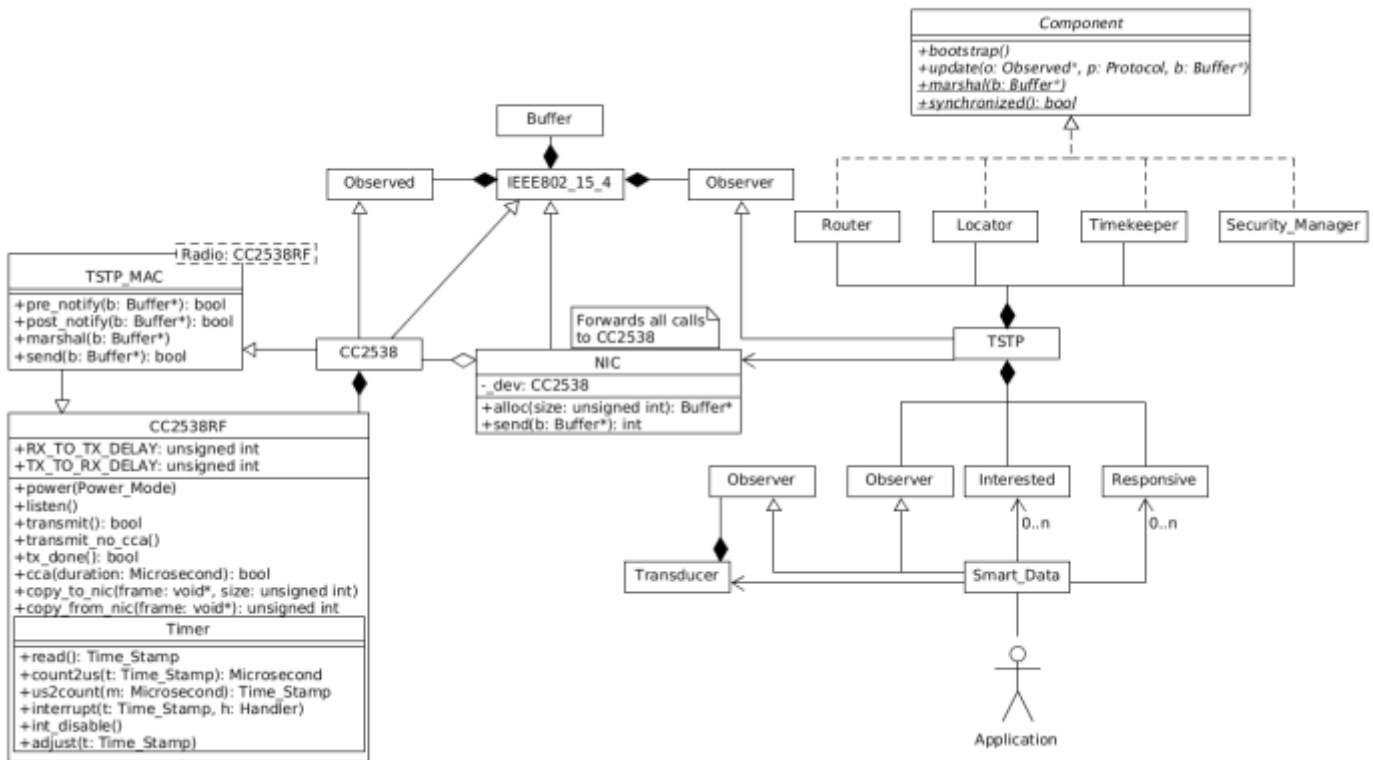 Component
+bootstrap()
+update(o: Observed*, p: Protocol, b: Buffer*)
+marshal(b: Buffer*)
+synchronized(): bool
Buffer
Observed
IEEE802_15_4
Observer
Router
Locator
Timekeeper
Security_Manager
Radio: CC2538RF
TSTP_MAC
+pre_notify(b: Buffer*): bool
+post_notify(b: Buffer*): bool
+marshal(b: Buffer*)
+send(b: Buffer*): bool
CC2538
Forwards all calls
to CC2538
NIC
-_dev: CC2538
+alloc(size: unsigned int): Buffer*
+send(b: Buffer*): int
TSTP
CC2538RF
+RX_TO_TX_DELAY: unsigned int
+TX_TO_RX_DELAY: unsigned int
+power(Power_Mode)
+listen()
+transmit(): bool
+transmit_no_cca()
+tx_done(): bool
+cca(duration: Microsecond): bool
+copy_to_nic(frame: void*, size: unsigned int)
+copy_from_nic(frame: void*): unsigned int
Timer
+read(): Time_Stamp
+count2us(t: Time_Stamp): Microsecond
+us2count(m: Microsecond): Time_Stamp
+interrupt(t: Time_Stamp, h: Handler)
+int_disable()
+adjust(t: Time_Stamp)
Observer
Observer
Interested
Responsive
0..n
0..n
Transducer
Smart_Data
Application